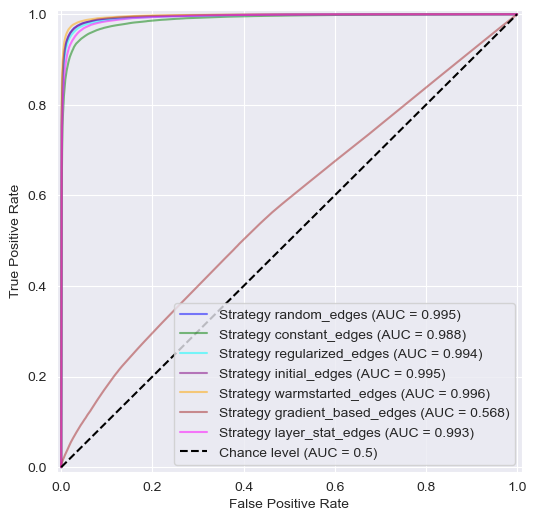 1.0
0.8
0.6
0.4
0.2
0.0
True Positive Rate
Strategy random_edges (AUC = 0.995)
Strategy constant_edges (AUC = 0.988)
Strategy regularized_edges (AUC = 0.994)
Strategy initial_edges (AUC = 0.995)
Strategy warmstarted_edges (AUC = 0.996)
Strategy gradient_based_edges (AUC = 0.568)
Strategy layer_stat_edges (AUC = 0.993)
Chance level (AUC = 0.5)
0.0 0.2 0.4 0.6 0.8 1.0
False Positive Rate